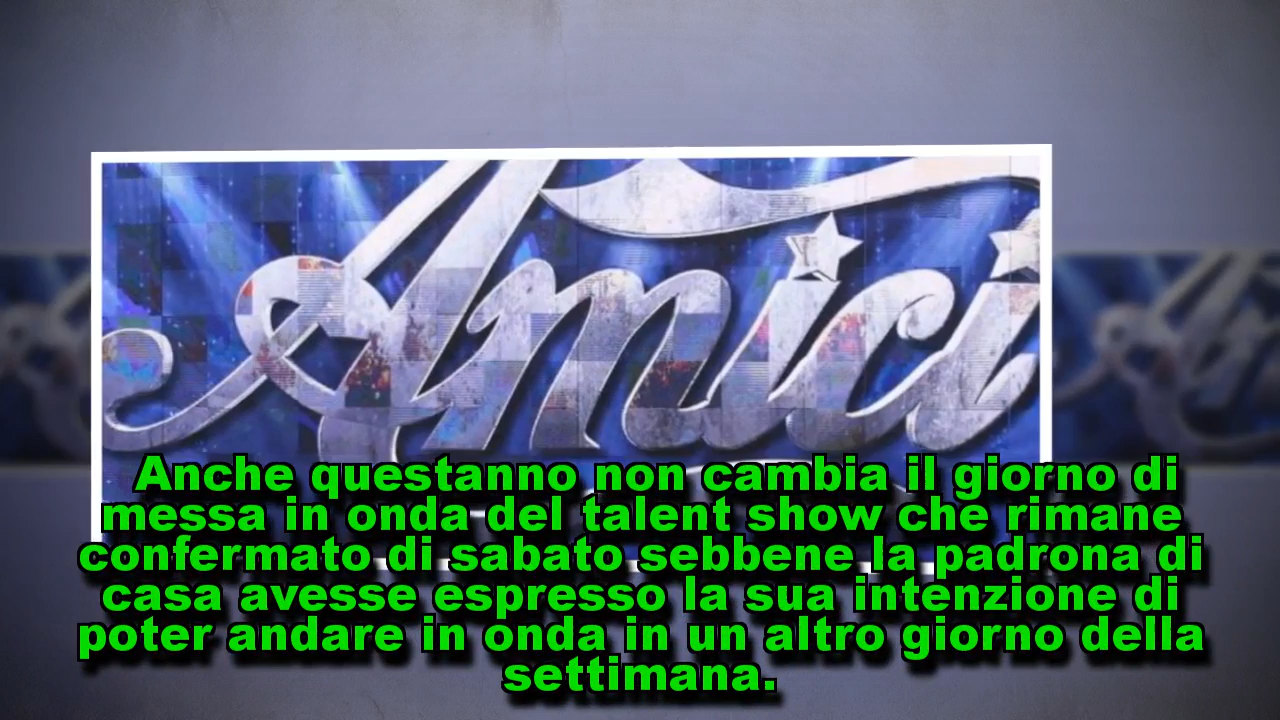 Amici
Anche questanno non cambia il giorno di
messa in onda del talent show che rimane
confermato di sabato sebbene la padrona di
casa avesse espresso la sua intenzione di
poter andare in onda in un altro giorno della
settimana.